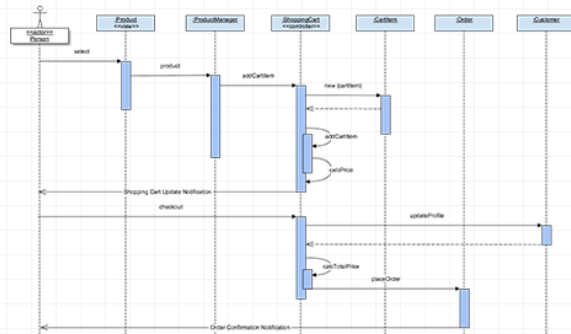 :Product
<<view>>
:ProductManager
:ShoppingCart
<<controller>>
:CartItem
:Order
:Customer
<<actor>>
Person
select
product
addCartItem
new (cartItem)
addCartItem
calcPrice
Shopping Cart Update Notification
checkout
updateProfile
calcTotalPrice
placeOrder
Order Confirmation Notification